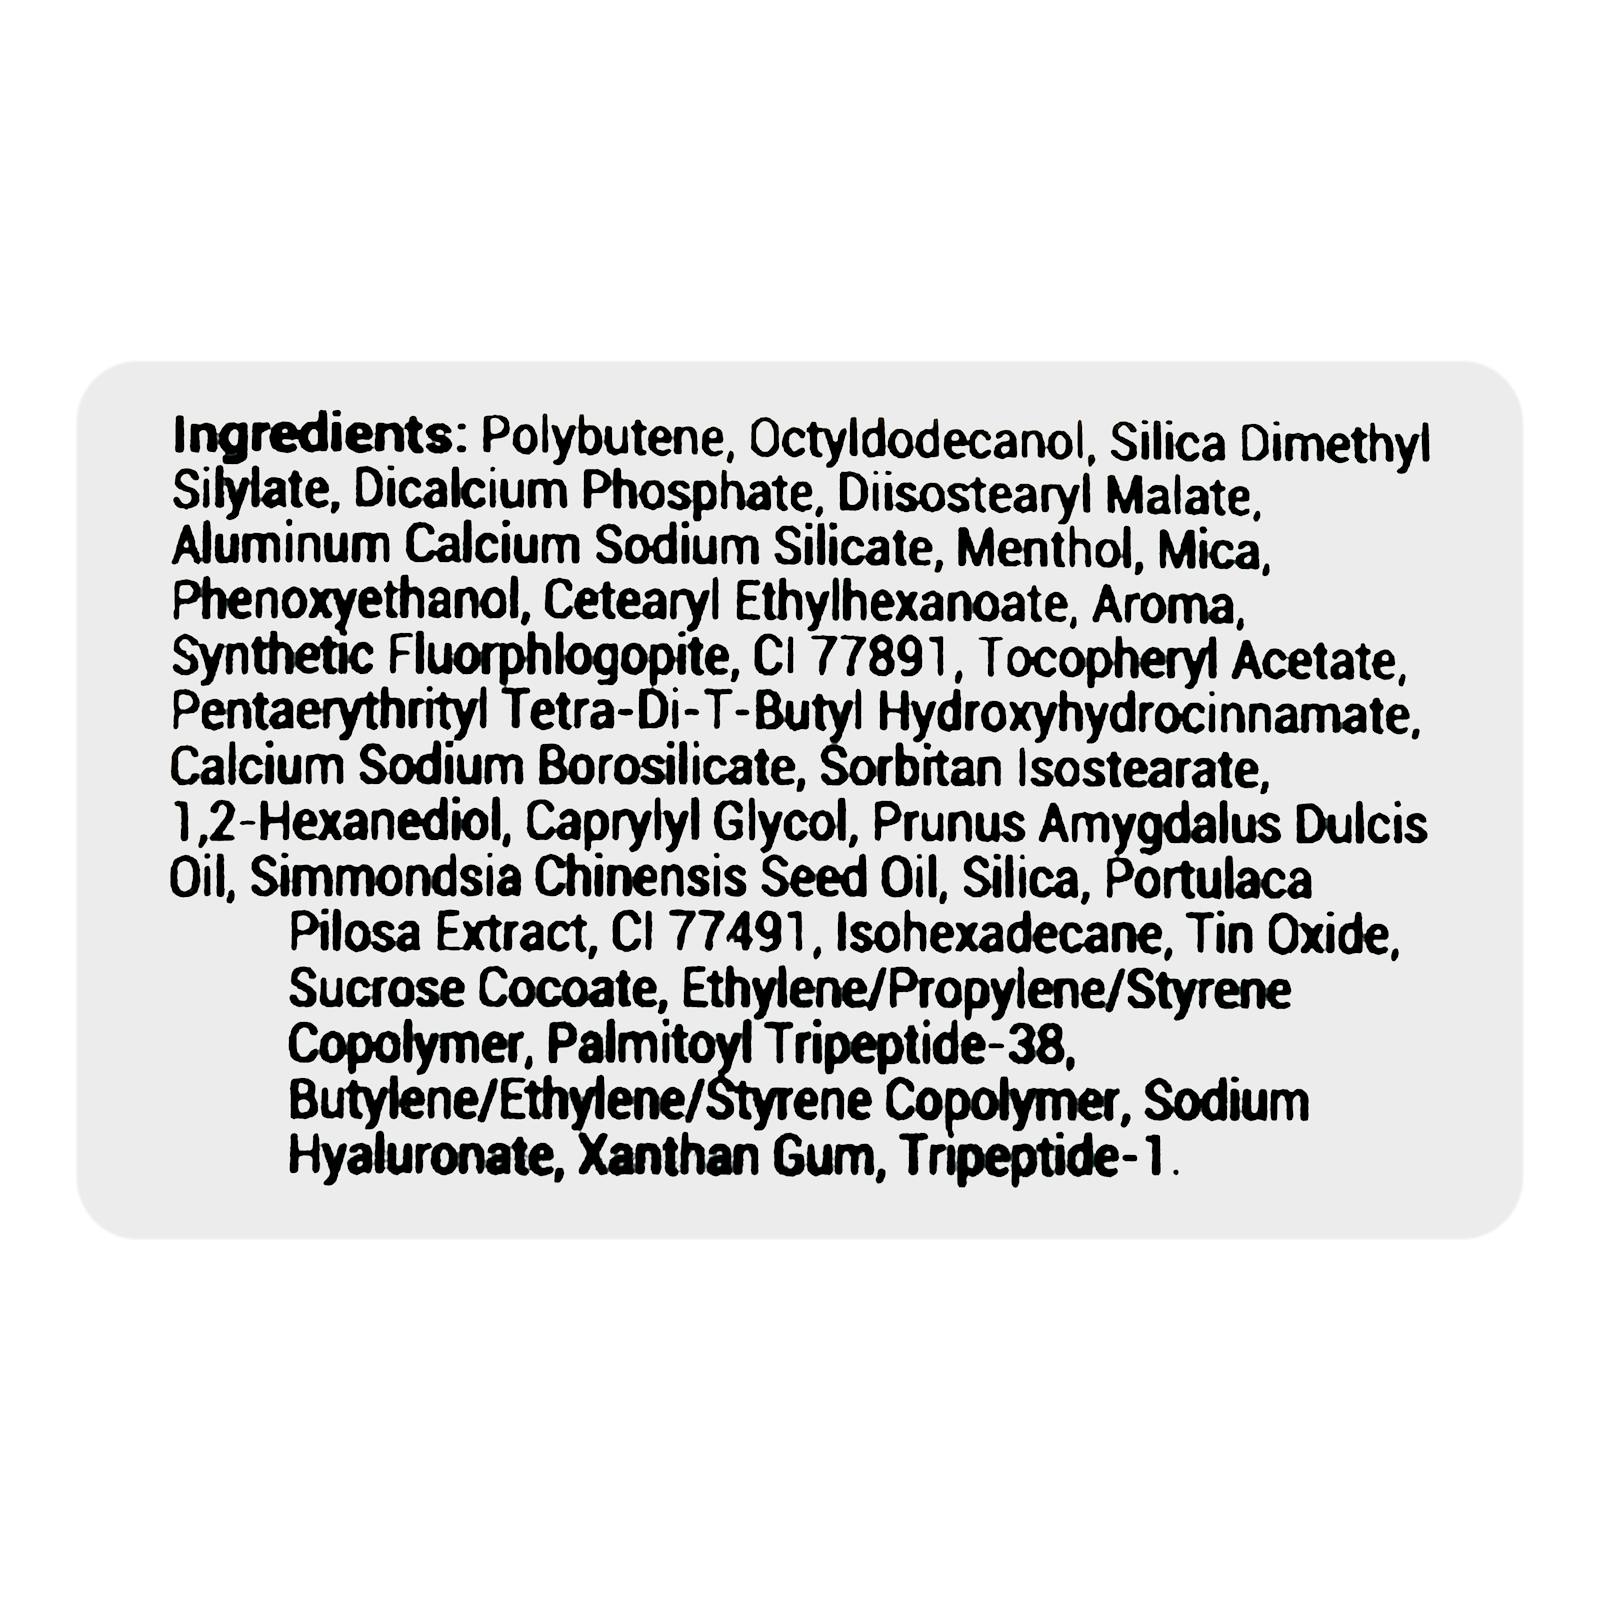 Ingredients: Polybutene, Octyldodecanol, Silica Dimethyl
Silylate, Dicalcium Phosphate, Diisostearyl Malate,
Aluminum Calcium Sodium Silicate, Menthol, Mica,
Phenoxyethanol, Cetearyl Ethylhexanoate, Aroma,
Synthetic Fluorphlogopite, CI 77891, Tocopheryl Acetate,
Pentaerythrityl Tetra-Di-T-Butyl Hydroxyhydrocinnamate,
Calcium Sodium Borosilicate, Sorbitan Isostearate,
1,2-Hexanediol, Caprylyl Glycol, Prunus Amygdalus Dulcis
Oil, Simmondsia Chinensis Seed Oil, Silica, Portulaca
Pilosa Extract, CI 77491, Isohexadecane, Tin Oxide,
Sucrose Cocoate, Ethylene/Propylene/Styrene
Copolymer, Palmitoyl Tripeptide-38,
Butylene/Ethylene/Styrene Copolymer, Sodium
Hyaluronate, Xanthan Gum, Tripeptide-1.